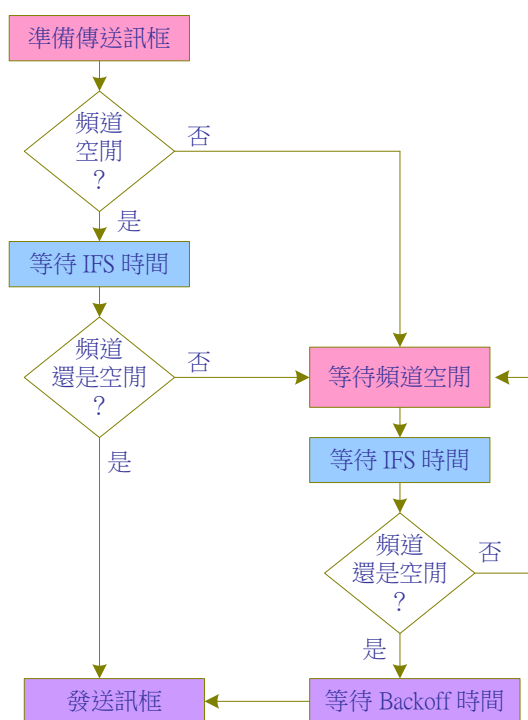 準備傳送訊框
頻道
空閒
?
否
是
等待 IFS 時間
頻道
還是空閒
?
否
等待頻道空閒
是
等待 IFS 時間
頻道
還是空閒
?
否
是
發送訊框
等待 Backoff 時間